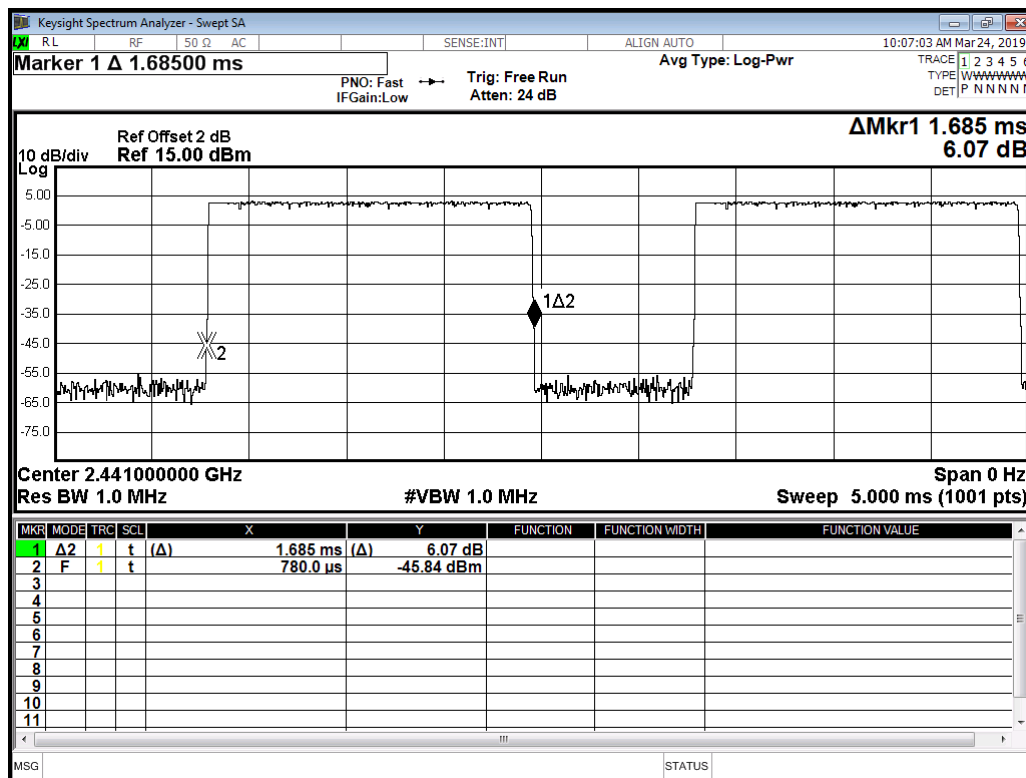 Keysight Spectrum Analyzer - Swept SA
LXI RL RF 50 Ω AC SENSE:INT ALIGN AUTO 10:07:03 AM Mar 24, 2019
Marker 1 Δ 1.68500 ms
PNO: Fast
IFGain:Low
Trig: Free Run
Atten: 24 dB
Avg Type: Log-Pwr
TRACE 1 2 3 4 5 6
TYPE WWWWWW
DET P N N N N N
Ref Offset 2 dB
10 dB/div Ref 15.00 dBm
Log
ΔMkr1 1.685 ms
6.07 dB
5.00
-5.00
-15.0
-25.0
-35.0
-45.0
-55.0
-65.0
-75.0
1Δ2
2
Center 2.441000000 GHz Span 0 Hz
Res BW 1.0 MHz #VBW 1.0 MHz Sweep 5.000 ms (1001 pts)
MKR MODE TRC SCL X Y FUNCTION FUNCTION WIDTH FUNCTION VALUE
1 Δ2 1 t (Δ) 1.685 ms (Δ) 6.07 dB
2 F 1 t 780.0 µs -45.84 dBm
3
4
5
6
7
8
9
10
11
MSG STATUS